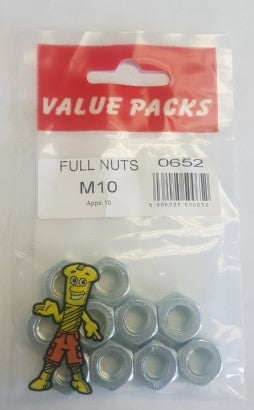 VALUE PACKS
FULL NUTS 0652
M10
Appx. 10